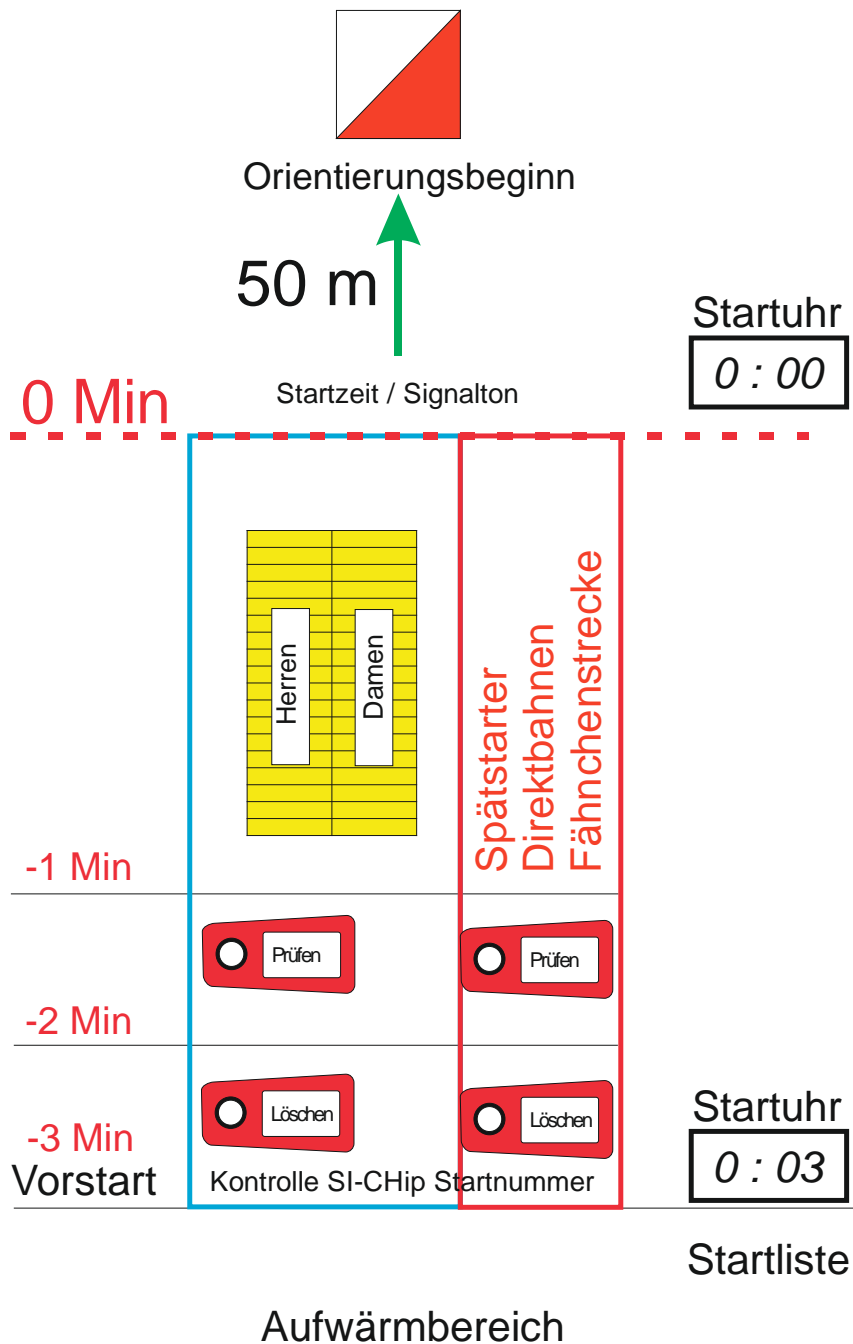 Orientierungsbeginn
50 m
Startuhr
0 : 00
0 Min
Startzeit / Signalton
Herren
Damen
Spätstarter
Direktbahnen
Fähnchenstrecke
-1 Min
Prüfen
Prüfen
-2 Min
Löschen
Löschen
Startuhr
0 : 03
-3 Min
Vorstart
Kontrolle SI-CHip Startnummer
Startliste
Aufwärmbereich